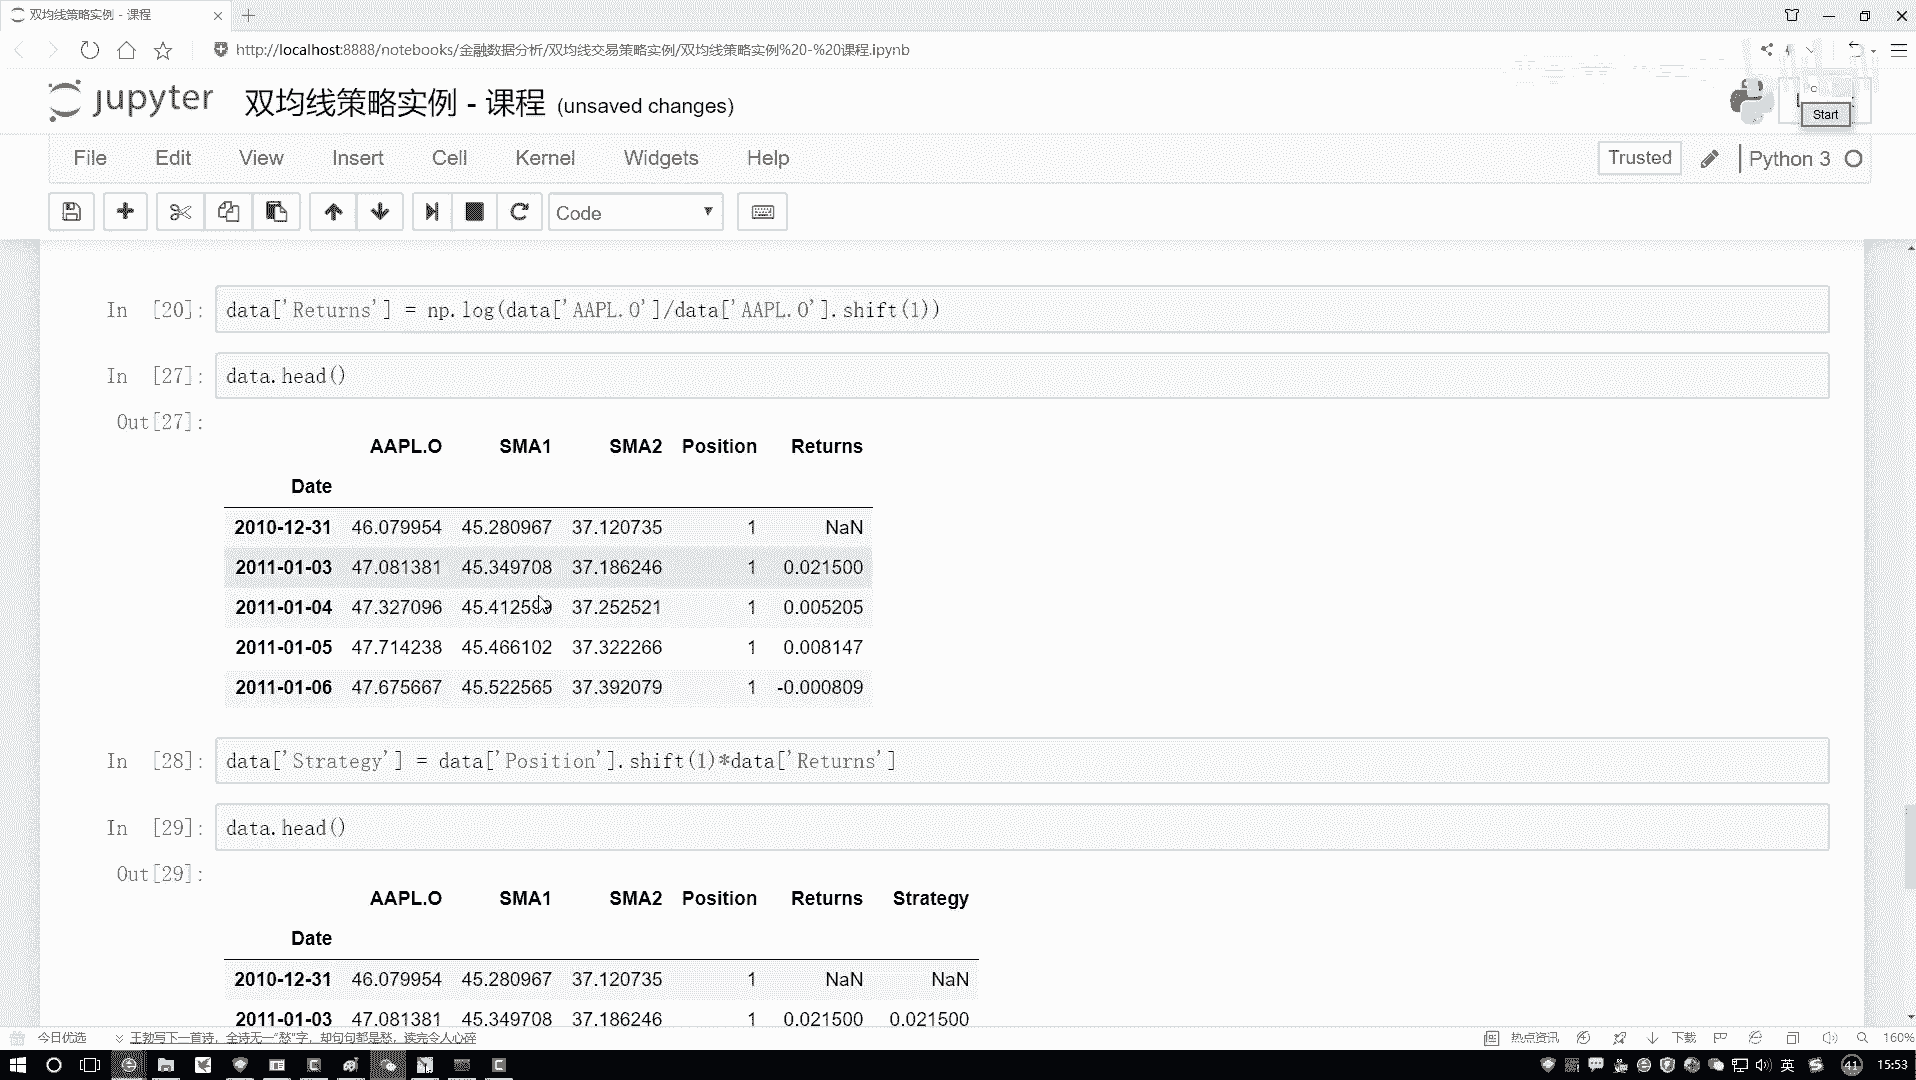 双均线策略实例 - 课程
http://localhost:8888/notebooks/金融数据分析/双均线交易策略实例/双均线策略实例%20-%20课程.ipynb
jupyter 双均线策略实例 - 课程 (unsaved changes)
Start
File Edit View Insert Cell Kernel Widgets Help Trusted Python 3
Code
In [20]: data['Returns'] = np.log(data['AAPL.O']/data['AAPL.O'].shift(1))
In [27]: data.head()
Out[27]:
AAPL.O SMA1 SMA2 Position Returns
Date
2010-12-31 46.079954 45.280967 37.120735 1 NaN
2011-01-03 47.081381 45.349708 37.186246 1 0.021500
2011-01-04 47.327096 45.412599 37.252521 1 0.005205
2011-01-05 47.714238 45.466102 37.322266 1 0.008147
2011-01-06 47.675667 45.522565 37.392079 1 -0.000809
In [28]: data['Strategy'] = data['Position'].shift(1)*data['Returns']
In [29]: data.head()
Out[29]:
AAPL.O SMA1 SMA2 Position Returns Strategy
Date
2010-12-31 46.079954 45.280967 37.120735 1 NaN NaN
2011-01-03 47.081381 45.349708 37.186246 1 0.021500 0.021500
今日优选 王勃写下一首诗，全诗无一“愁”字，却句句都是愁，读完令人心碎 热点资讯 下载 160%
英 41 15:53